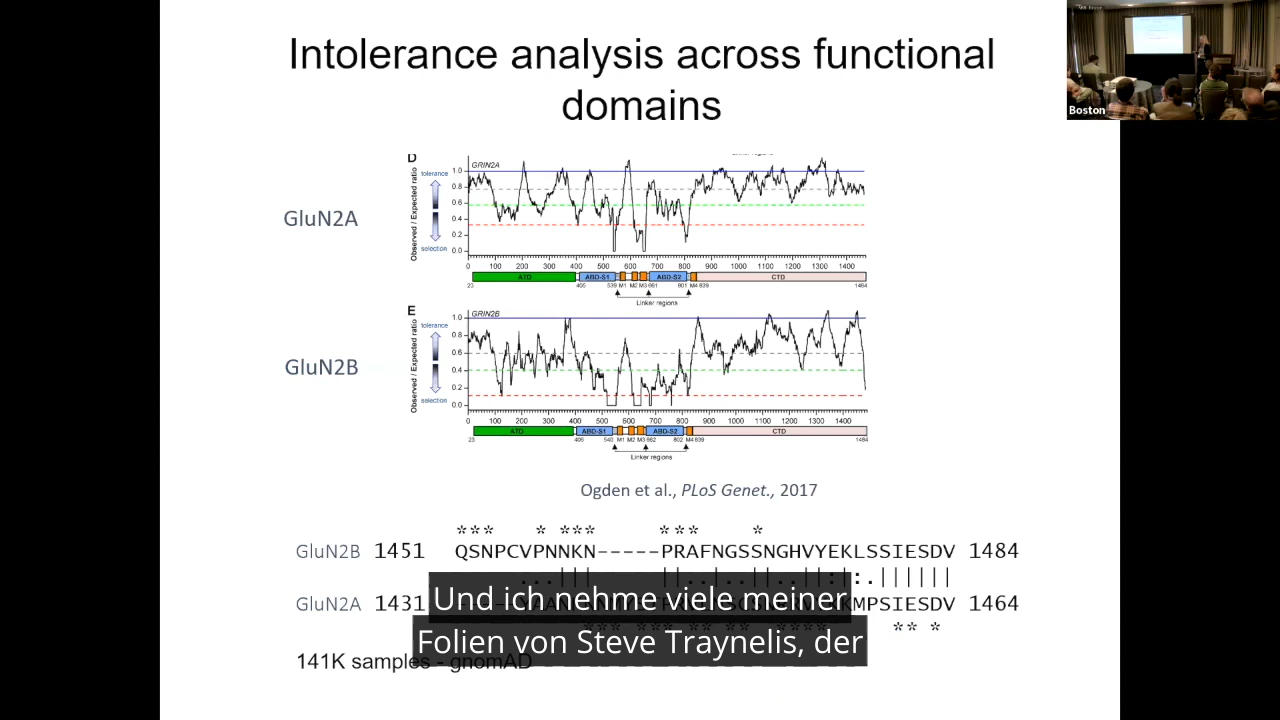 Intolerance analysis across functional
domains
Boston
D
GRIN2A
tolerance
Observed / Expected ratio
selection
1.0
0.8
0.6
0.4
0.2
0.0
0 100 200 300 400 500 600 700 800 900 1000 1100 1200 1300 1400
GluN2A
ATD ABD-S1 ABD-S2 CTD
23 405 539 M1 M2 M3 661 801 M4 839 1464
Linker regions
E
GRIN2B
tolerance
Observed / Expected ratio
selection
1.0
0.8
0.6
0.4
0.2
0.0
0 100 200 300 400 500 600 700 800 900 1000 1100 1200 1300 1400
GluN2B
ATD ABD-S1 ABD-S2 CTD
23 406 540 M1 M2 M3 662 802 M4 839 1484
Linker regions
Ogden et al., PLoS Genet., 2017
*** * *** *** *
GluN2B 1451 QSNPCVPNNKN-----PRAFNGSSNGHVYEKLSSIESDV 1484
GluN2A 1431 KMPSIESDV 1464
Und ich nehme viele meiner
Folien von Steve Traynelis, der
141K samples - gnomAD